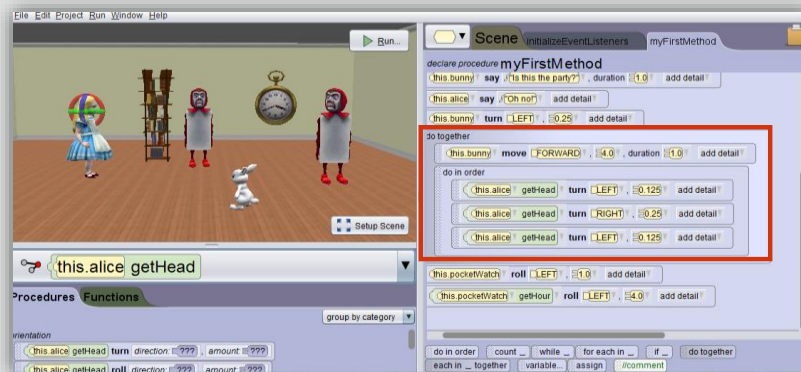 File Edit Project Run Window Help
Run...
Setup Scene
this.alice getHead
Procedures Functions
group by category
orientation
this.alice getHead turn direction: ??? , amount: ???
this.alice getHead roll direction: ??? , amount: ???
Scene initializeEventListeners myFirstMethod
declare procedure myFirstMethod
this.bunny say "Is this the party?" , duration 1.0 add detail
this.alice say "Oh no!" add detail
this.bunny turn LEFT , 0.25 add detail
do together
this.bunny move FORWARD , 4.0 , duration 1.0 add detail
do in order
this.alice getHead turn LEFT , 0.125 add detail
this.alice getHead turn RIGHT , 0.25 add detail
this.alice getHead turn LEFT , 0.125 add detail
this.pocketWatch roll LEFT , 1.0 add detail
this.pocketWatch getHour roll LEFT , 4.0 add detail
do in order count _ while _ for each in _ if _ do together
each in _ together variable... assign //comment